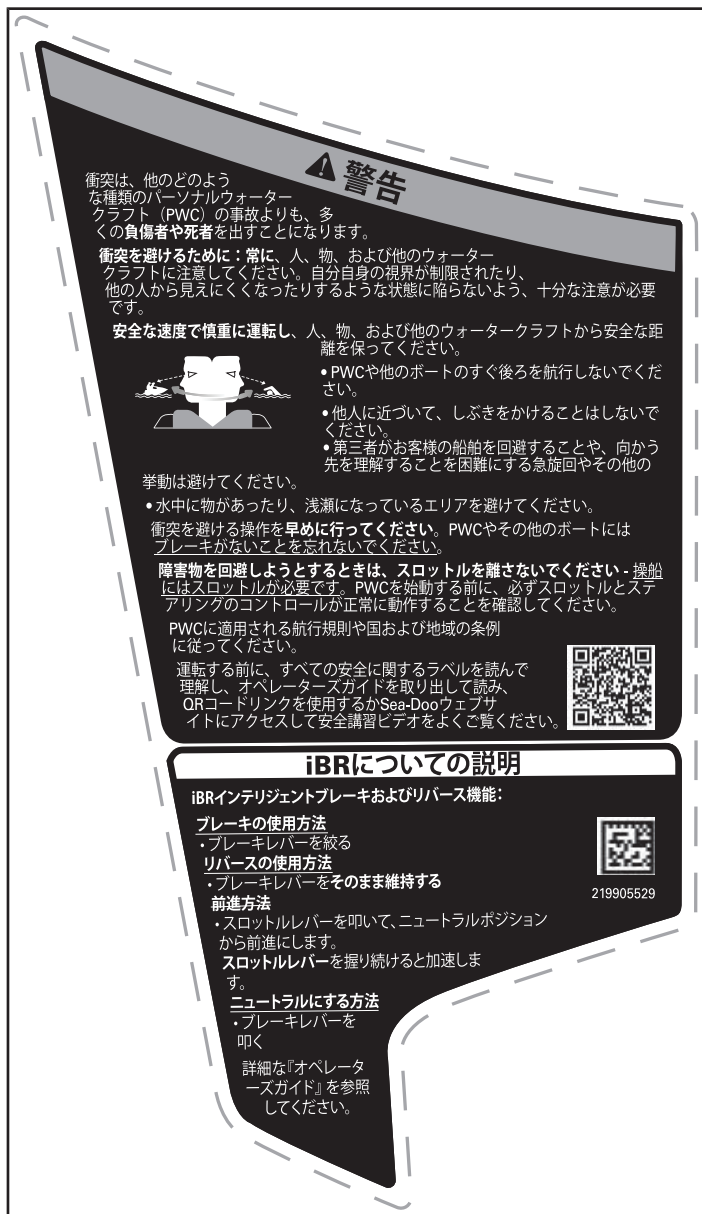 警告
衝突は、他のどのよう
な種類のパーソナルウォーター
クラフト（PWC）の事故よりも、多
くの負傷者や死者を出すことになります。
衝突を避けるために：常に、人、物、および他のウォーター
クラフトに注意してください。自分自身の視界が制限されたり、
他の人から見えにくくなったりするような状態に陥らないよう、十分な注意が必要
です。
安全な速度で慎重に運転し、人、物、および他のウォータークラフトから安全な距
離を保ってください。
•PWCや他のボートのすぐ後ろを航行しないでくだ
さい。
•他人に近づいて、しぶきをかけることはしないで
ください。
•第三者がお客様の船舶を回避することや、向かう
先を理解することを困難にする急旋回やその他の
挙動は避けてください。
•水中に物があったり、浅瀬になっているエリアを避けてください。
衝突を避ける操作を早めに行ってください。PWCやその他のボートには
ブレーキがないことを忘れないでください。
障害物を回避しようとするときは、スロットルを離さないでください - 操船
にはスロットルが必要です。PWCを始動する前に、必ずスロットルとステ
アリングのコントロールが正常に動作することを確認してください。
PWCに適用される航行規則や国および地域の条例
に従ってください。
運転する前に、すべての安全に関するラベルを読んで
理解し、オペレーターズガイドを取り出して読み、
QRコードリンクを使用するかSea-Dooウェブサ
イトにアクセスして安全講習ビデオをよくご覧ください。
iBRについての説明
iBRインテリジェントブレーキおよびリバース機能：
ブレーキの使用方法
・ブレーキレバーを絞る
リバースの使用方法
・ブレーキレバーをそのまま維持する
前進方法
・スロットルレバーを叩いて、ニュートラルポジション
から前進にします。
スロットルレバーを握り続けると加速しま
す。
ニュートラルにする方法
・ブレーキレバーを
叩く
詳細な『オペレータ
ーズガイド』を参照
してください。
219905529